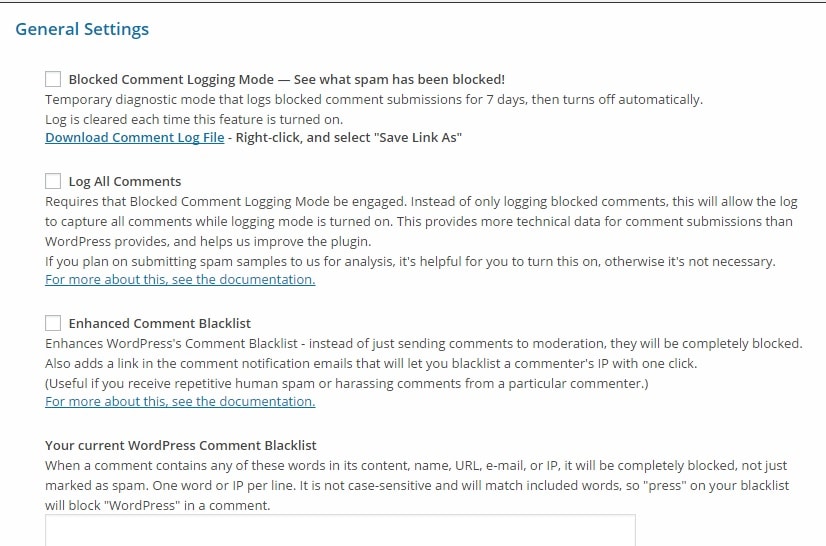 General Settings
Blocked Comment Logging Mode — See what spam has been blocked!
Temporary diagnostic mode that logs blocked comment submissions for 7 days, then turns off automatically.
Log is cleared each time this feature is turned on.
Download Comment Log File - Right-click, and select "Save Link As"
Log All Comments
Requires that Blocked Comment Logging Mode be engaged. Instead of only logging blocked comments, this will allow the log
to capture all comments while logging mode is turned on. This provides more technical data for comment submissions than
WordPress provides, and helps us improve the plugin.
If you plan on submitting spam samples to us for analysis, it's helpful for you to turn this on, otherwise it's not necessary.
For more about this, see the documentation.
Enhanced Comment Blacklist
Enhances WordPress's Comment Blacklist - instead of just sending comments to moderation, they will be completely blocked.
Also adds a link in the comment notification emails that will let you blacklist a commenter's IP with one click.
(Useful if you receive repetitive human spam or harassing comments from a particular commenter.)
For more about this, see the documentation.
Your current WordPress Comment Blacklist
When a comment contains any of these words in its content, name, URL, e-mail, or IP, it will be completely blocked, not just
marked as spam. One word or IP per line. It is not case-sensitive and will match included words, so "press" on your blacklist
will block "WordPress" in a comment.